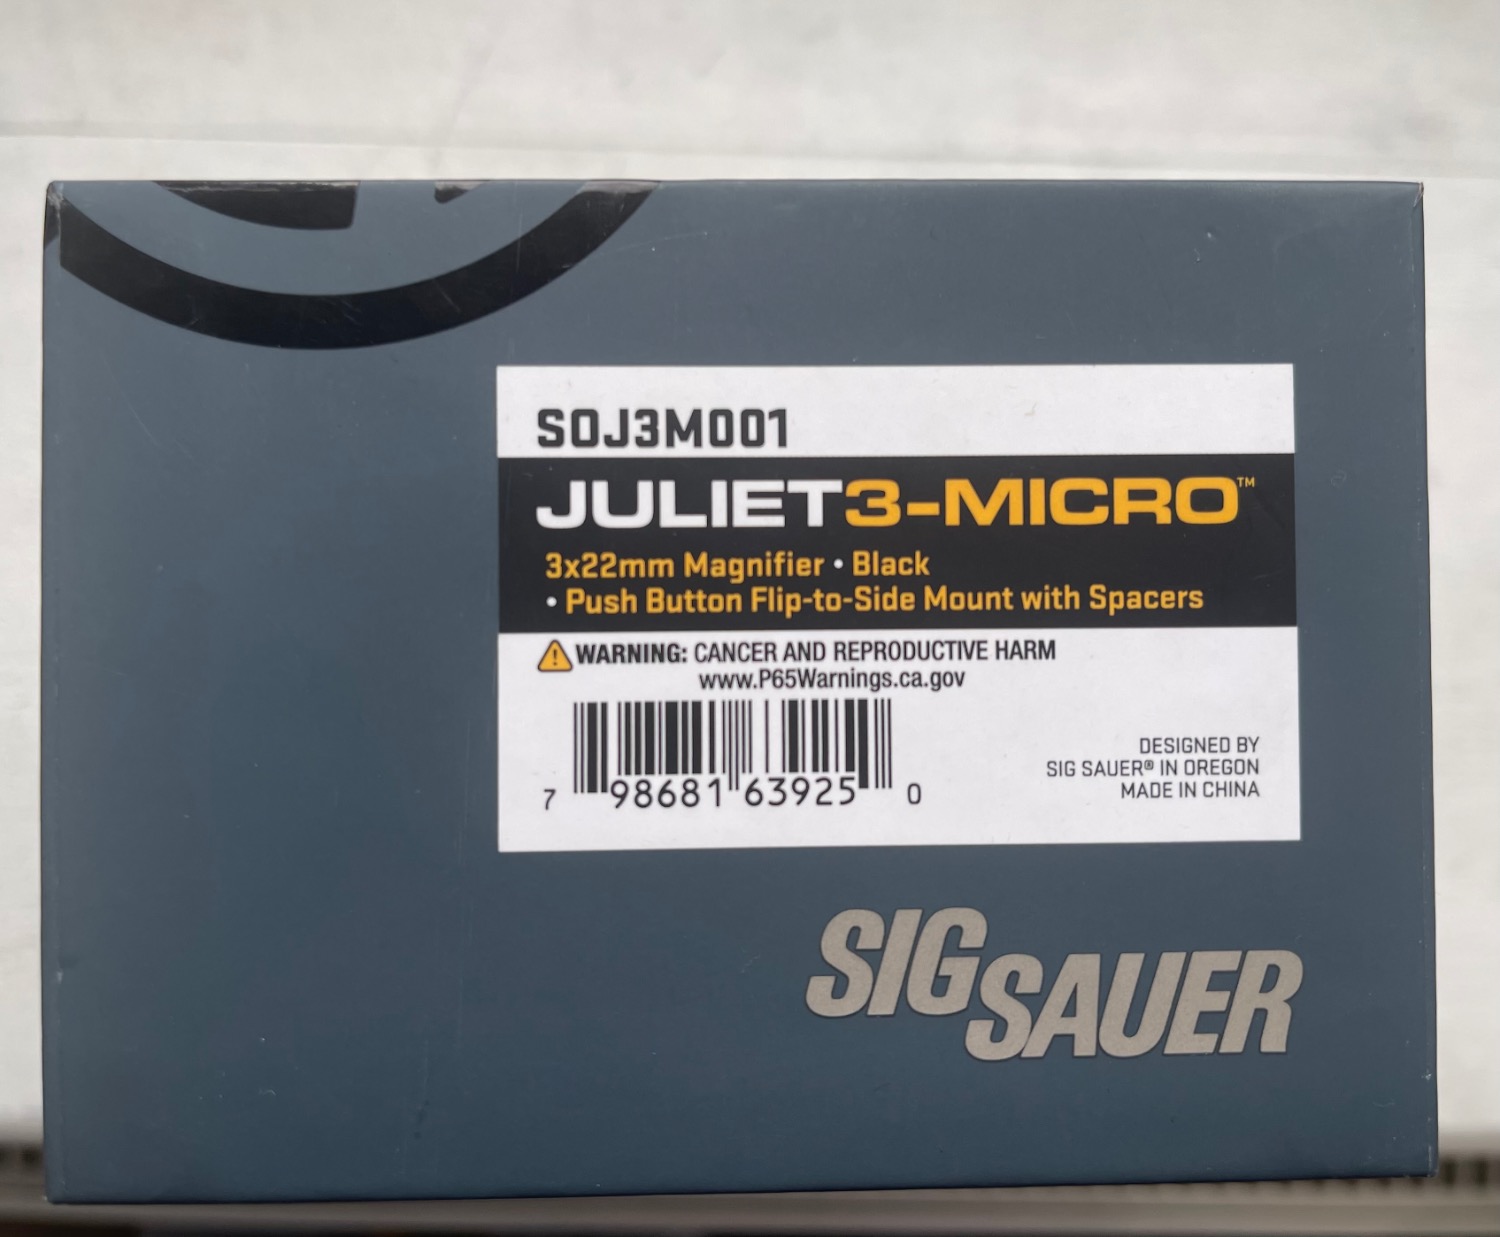 SOJ3M001
JULIET3-MICRO™
3x22mm Magnifier • Black
• Push Button Flip-to-Side Mount with Spacers
WARNING: CANCER AND REPRODUCTIVE HARM
www.P65Warnings.ca.gov
7 98681 63925 0
DESIGNED BY
SIG SAUER® IN OREGON
MADE IN CHINA
SIG
SAUER